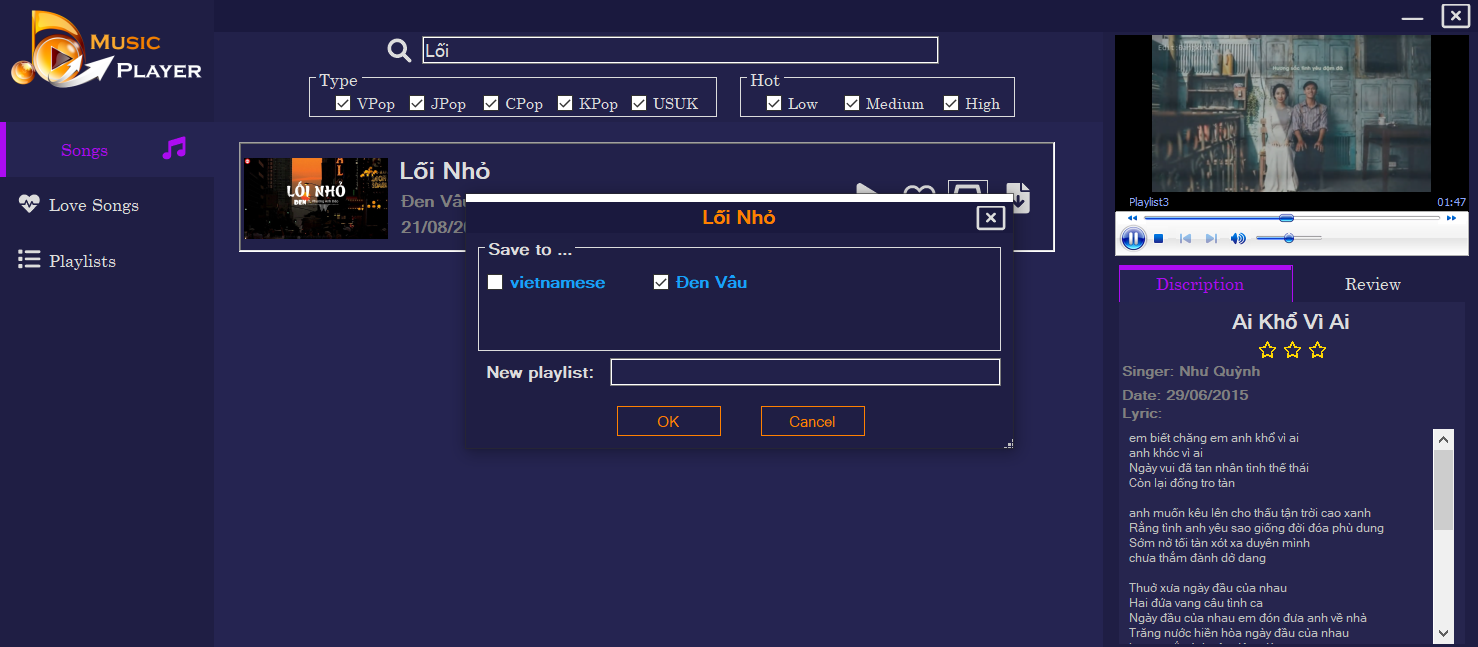 MUSIC
PLAYER
Lối
Type
VPop JPop CPop KPop USUK
Hot
Low Medium High
Songs
Love Songs
Playlists
LỐI NHỎ
ĐEN
Lối Nhỏ
Đen Vâu
21/08/20
Lối Nhỏ
Save to ...
vietnamese Đen Vâu
New playlist:
OK Cancel
Hương sắc tình yêu đậm đà
Playlist3 01:47
Discription Review
Ai Khổ Vì Ai
Singer: Như Quỳnh
Date: 29/06/2015
Lyric:
em biết chăng em anh khổ vì ai
anh khóc vì ai
Ngày vui đã tan nhân tình thế thái
Còn lại đống tro tàn
anh muốn kêu lên cho thấu tận trời cao xanh
Rằng tình anh yêu sao giống đời đóa phù dung
Sớm nở tối tàn xót xa duyên mình
chưa thắm đành dở dang
Thuở xưa ngày đầu của nhau
Hai đứa vang câu tình ca
Ngày đầu của nhau em đón đưa anh về nhà
Trăng nước hiền hòa ngày đầu của nhau